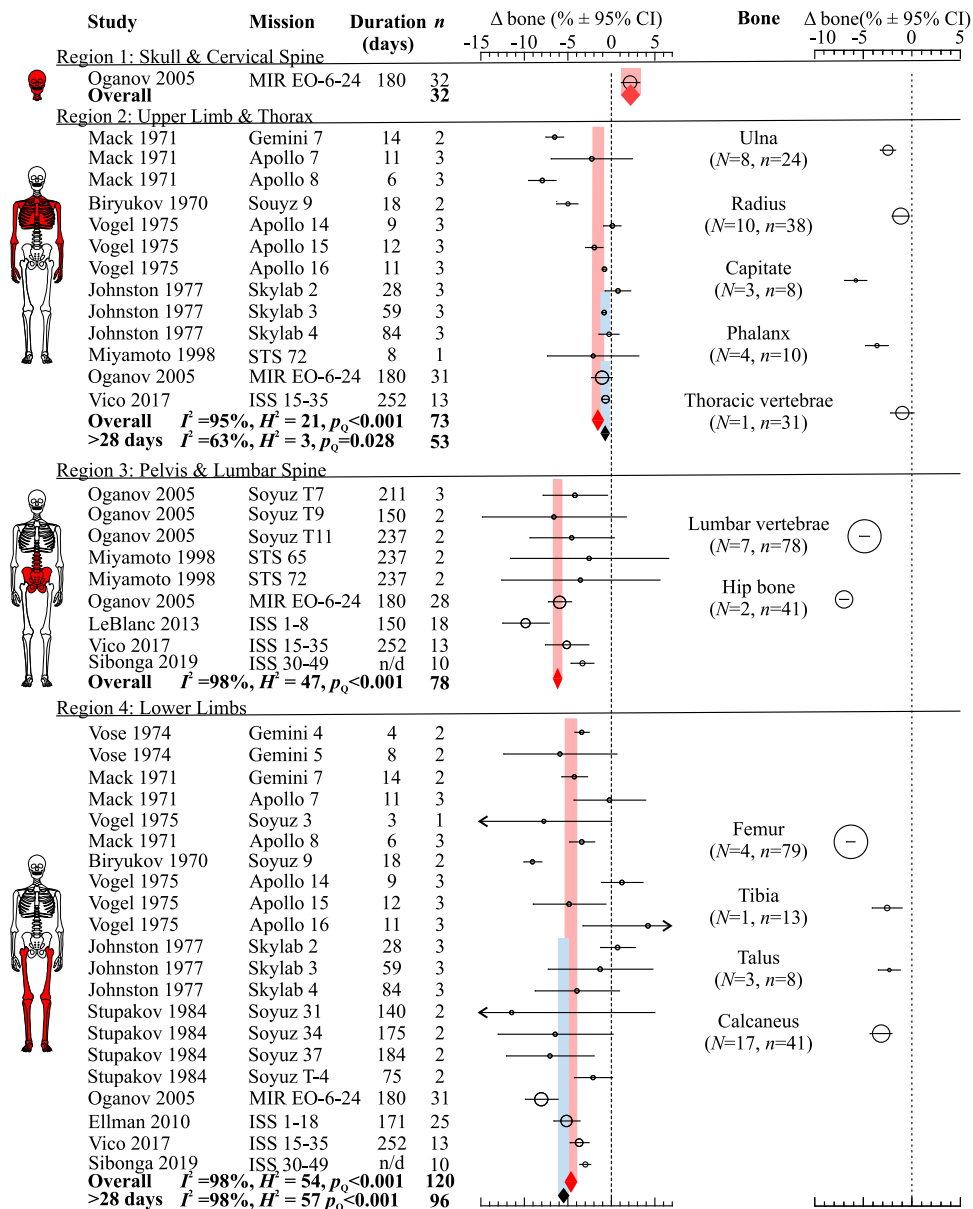 Study Mission Duration n Δ bone (% ± 95% CI) Bone Δ bone(% ± 95% CI)
(days) -15 -10 -5 0 5 -10 -5 0 5
Region 1: Skull & Cervical Spine
Oganov 2005 MIR EO-6-24 180 32
Overall 32
Region 2: Upper Limb & Thorax
Mack 1971 Gemini 7 14 2 Ulna
Mack 1971 Apollo 7 11 3 (N=8, n=24)
Mack 1971 Apollo 8 6 3
Biryukov 1970 Souyz 9 18 2 Radius
Vogel 1975 Apollo 14 9 3 (N=10, n=38)
Vogel 1975 Apollo 15 12 3
Vogel 1975 Apollo 16 11 3 Capitate
Johnston 1977 Skylab 2 28 3 (N=3, n=8)
Johnston 1977 Skylab 3 59 3
Johnston 1977 Skylab 4 84 3 Phalanx
Miyamoto 1998 STS 72 8 1 (N=4, n=10)
Oganov 2005 MIR EO-6-24 180 31
Vico 2017 ISS 15-35 252 13 Thoracic vertebrae
Overall I² =95%, H² = 21, pQ<0.001 73 (N=1, n=31)
>28 days I² =63%, H² = 3, pQ=0.028 53
Region 3: Pelvis & Lumbar Spine
Oganov 2005 Soyuz T7 211 3
Oganov 2005 Soyuz T9 150 2 Lumbar vertebrae
Oganov 2005 Soyuz T11 237 2 (N=7, n=78)
Miyamoto 1998 STS 65 237 2
Miyamoto 1998 STS 72 237 2 Hip bone
Oganov 2005 MIR EO-6-24 180 28 (N=2, n=41)
LeBlanc 2013 ISS 1-8 150 18
Vico 2017 ISS 15-35 252 13
Sibonga 2019 ISS 30-49 n/d 10
Overall I² =98%, H² = 47, pQ<0.001 78
Region 4: Lower Limbs
Vose 1974 Gemini 4 4 2
Vose 1974 Gemini 5 8 2
Mack 1971 Gemini 7 14 2
Mack 1971 Apollo 7 11 3
Vogel 1975 Soyuz 3 3 1 Femur
Mack 1971 Apollo 8 6 3 (N=4, n=79)
Biryukov 1970 Soyuz 9 18 2
Vogel 1975 Apollo 14 9 3 Tibia
Vogel 1975 Apollo 15 12 3 (N=1, n=13)
Vogel 1975 Apollo 16 11 3
Johnston 1977 Skylab 2 28 3 Talus
Johnston 1977 Skylab 3 59 3 (N=3, n=8)
Johnston 1977 Skylab 4 84 3
Stupakov 1984 Soyuz 31 140 2 Calcaneus
Stupakov 1984 Soyuz 34 175 2 (N=17, n=41)
Stupakov 1984 Soyuz 37 184 2
Stupakov 1984 Soyuz T-4 75 2
Oganov 2005 MIR EO-6-24 180 31
Ellman 2010 ISS 1-18 171 25
Vico 2017 ISS 15-35 252 13
Sibonga 2019 ISS 30-49 n/d 10
Overall I² =98%, H² = 54, pQ<0.001 120
>28 days I² =98%, H² = 57 pQ<0.001 96